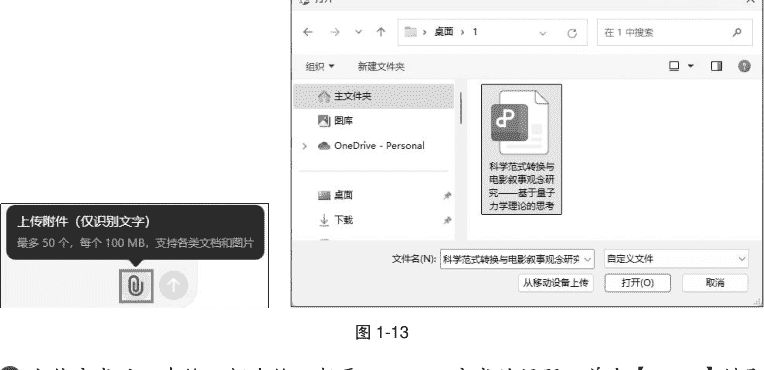 桌面 › 1
在 1 中搜索
组织
新建文件夹
主文件夹
图库
OneDrive - Personal
桌面
下载
科学范式转换与
电影叙事观念研
究——基于量子
力学理论的思考
上传附件（仅识别文字）
最多 50 个，每个 100 MB，支持各类文档和图片
文件名(N):
科学范式转换与电影叙事观念研究
自定义文件
从移动设备上传
打开(O)
取消
图 1-13